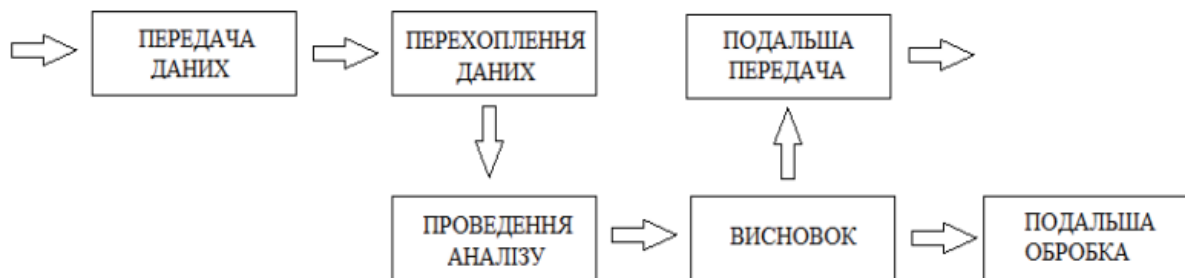 ПЕРЕДАЧА
ДАНИХ
ПЕРЕХОПЛЕННЯ
ДАНИХ
ПОДАЛЬША
ПЕРЕДАЧА
ПРОВЕДЕННЯ
АНАЛІЗУ
ВИСНОВОК
ПОДАЛЬША
ОБРОБКА